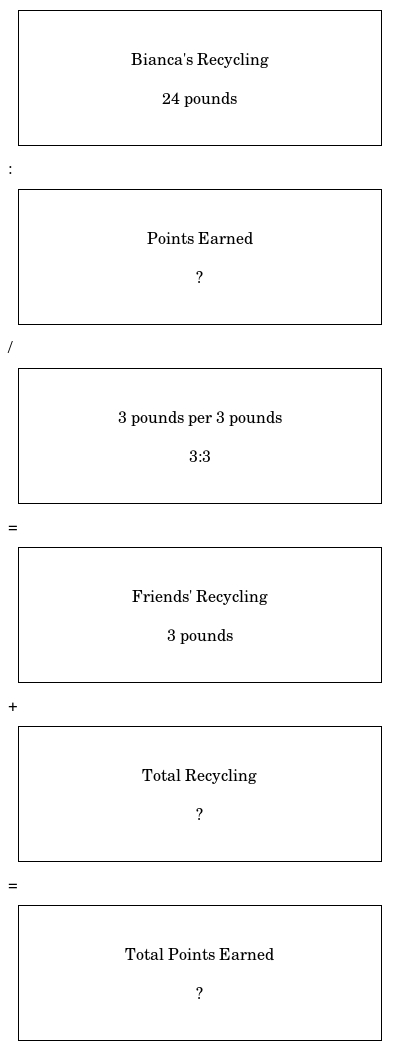 Bianca's Recycling
24 pounds
:
Points Earned
?
/
3 pounds per 3 pounds
3:3
=
Friends' Recycling
3 pounds
+
Total Recycling
?
=
Total Points Earned
?